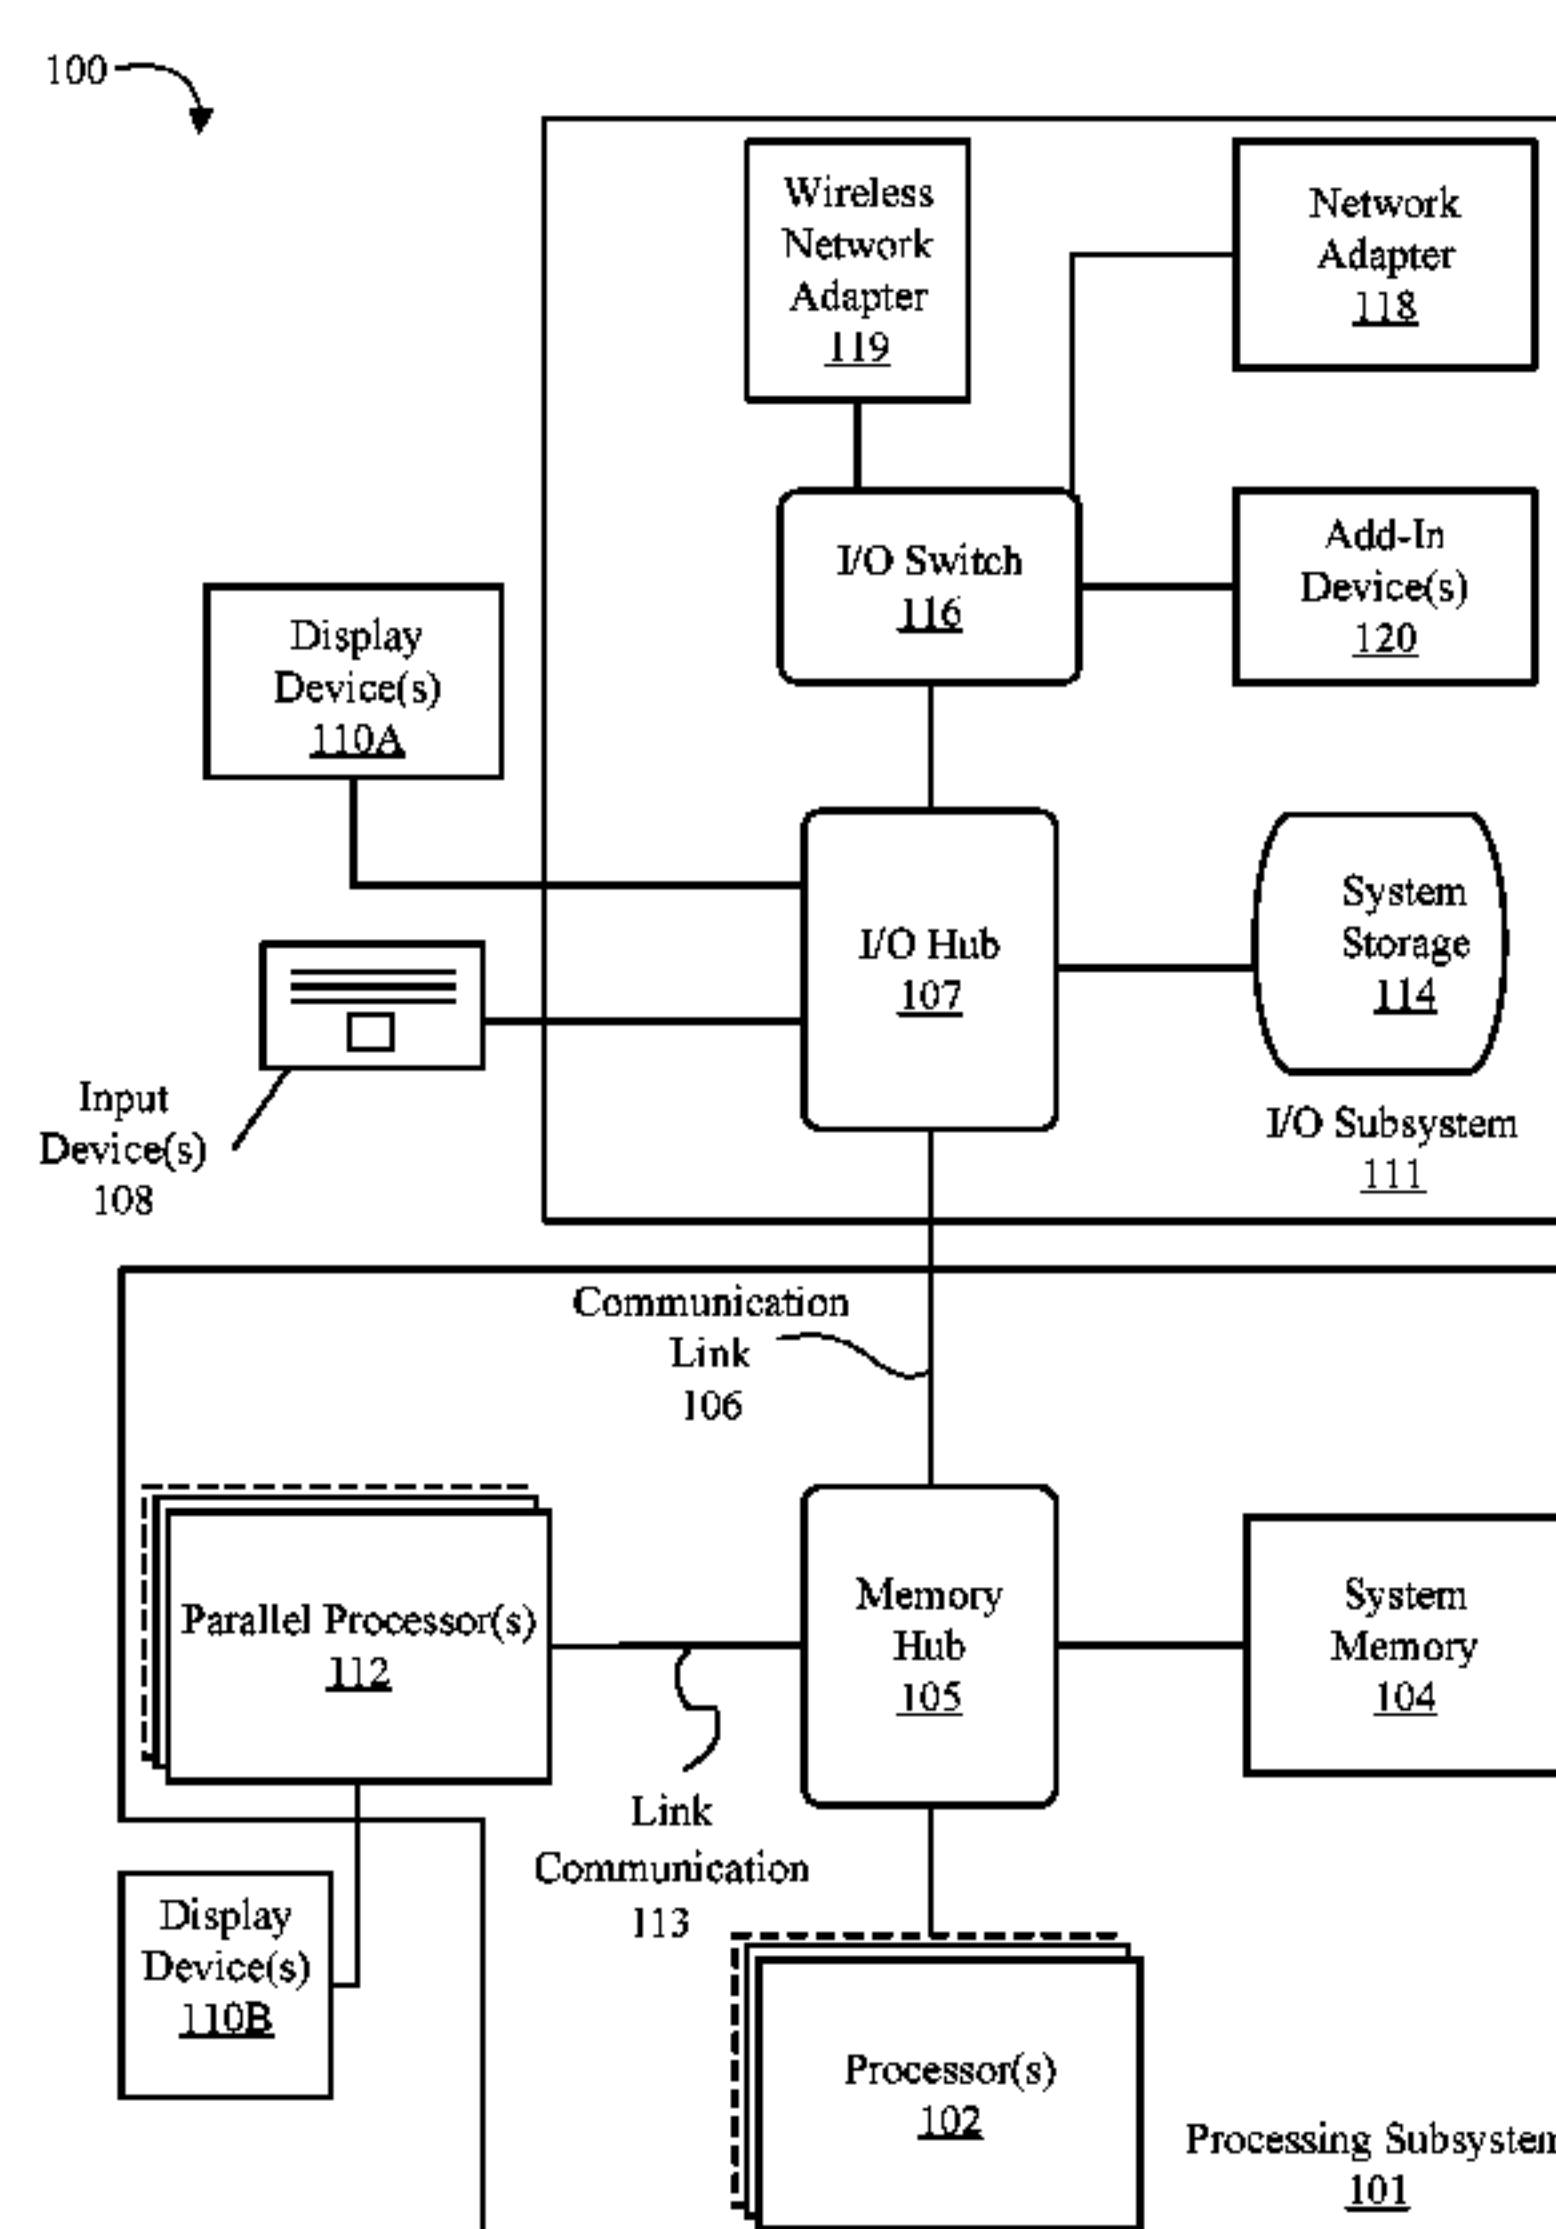 100
Wireless
Network
Adapter
119
Network
Adapter
118
I/O Switch
116
Add-In
Device(s)
120
Display
Device(s)
110A
I/O Hub
107
System
Storage
114
Input
Device(s)
108
I/O Subsystem
111
Communication
Link
106
Parallel Processor(s)
112
Memory
Hub
105
System
Memory
104
Link
Communication
113
Display
Device(s)
110B
Processor(s)
102
Processing Subsystem
101